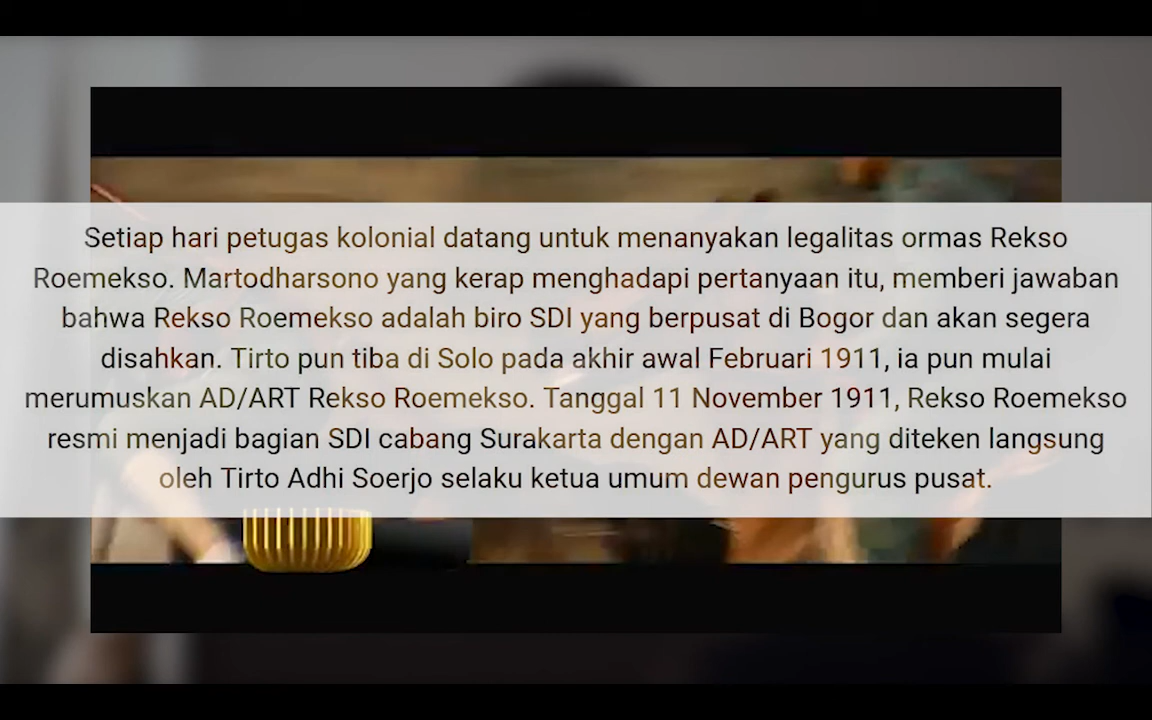 Setiap hari petugas kolonial datang untuk menanyakan legalitas ormas Rekso
Roemekso. Martodharsono yang kerap menghadapi pertanyaan itu, memberi jawaban
bahwa Rekso Roemekso adalah biro SDI yang berpusat di Bogor dan akan segera
disahkan. Tirto pun tiba di Solo pada akhir awal Februari 1911, ia pun mulai
merumuskan AD/ART Rekso Roemekso. Tanggal 11 November 1911, Rekso Roemekso
resmi menjadi bagian SDI cabang Surakarta dengan AD/ART yang diteken langsung
oleh Tirto Adhi Soerjo selaku ketua umum dewan pengurus pusat.